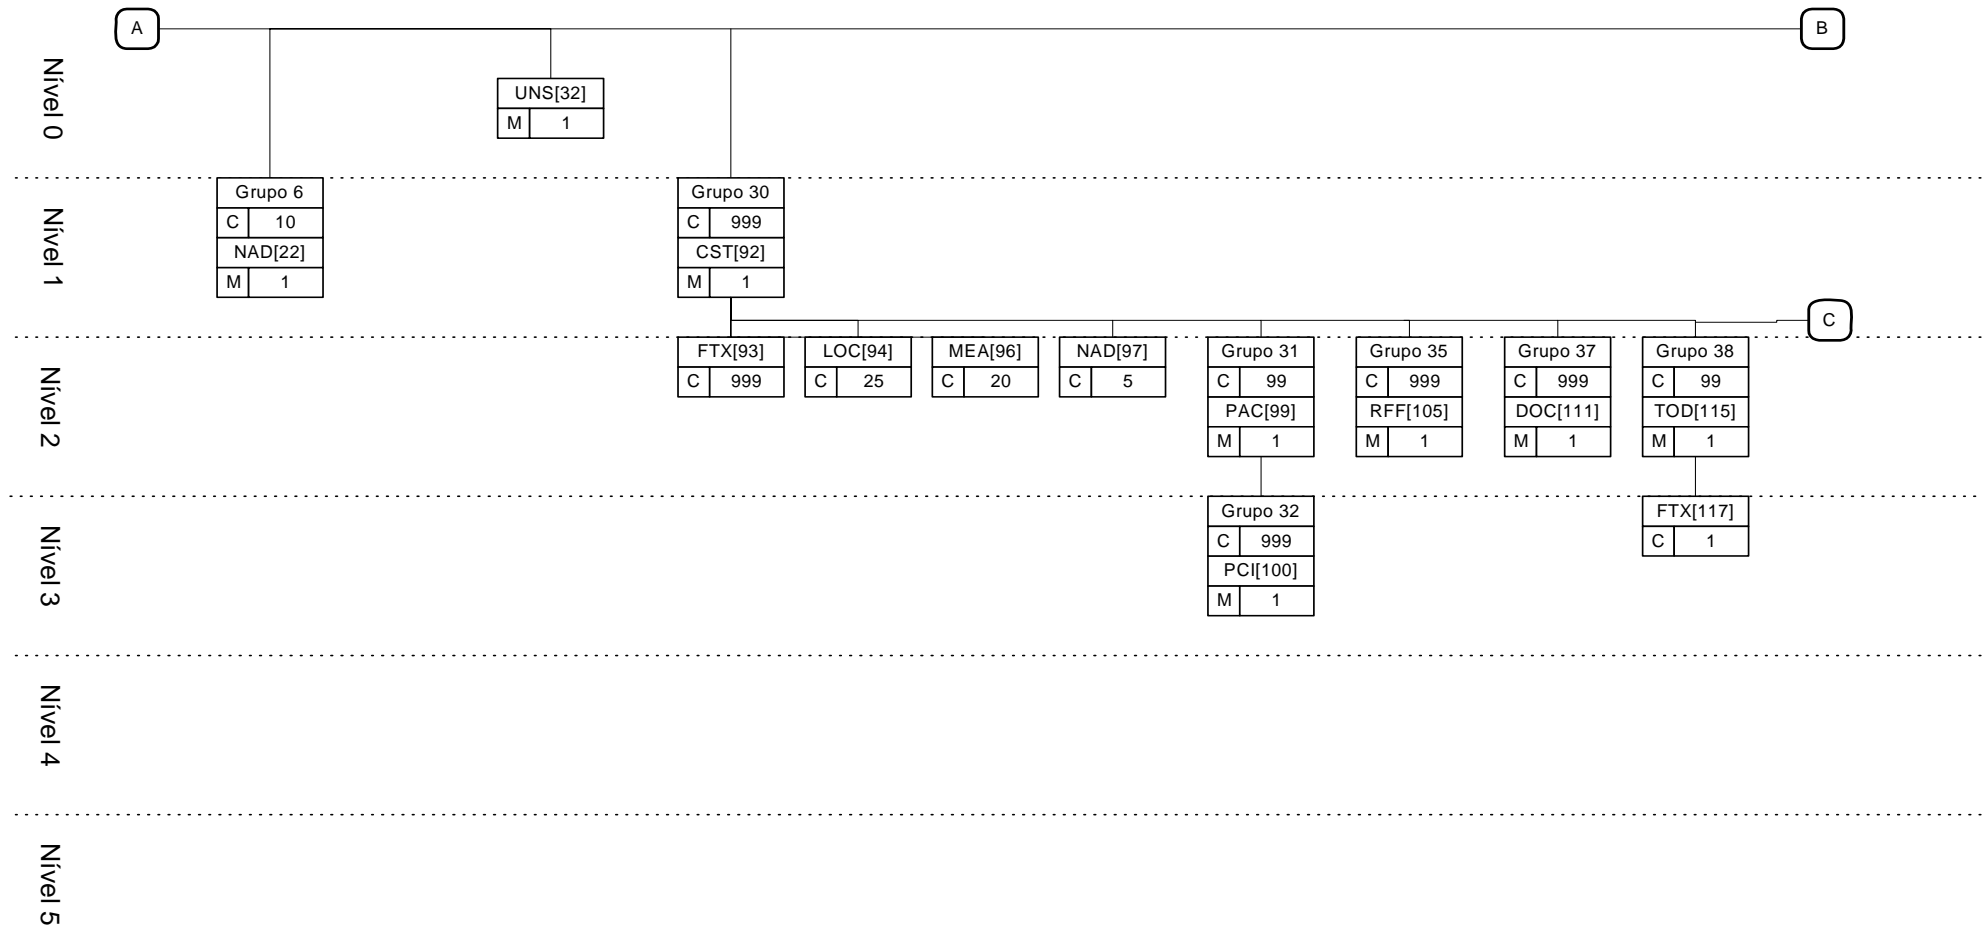 A
B
Nível 0
UNS[32]
M 1
Nível 1
Grupo 6
C 10
NAD[22]
M 1
Grupo 30
C 999
CST[92]
M 1
C
Nível 2
FTX[93]
C 999
LOC[94]
C 25
MEA[96]
C 20
NAD[97]
C 5
Grupo 31
C 99
PAC[99]
M 1
Grupo 35
C 999
RFF[105]
M 1
Grupo 37
C 999
DOC[111]
M 1
Grupo 38
C 99
TOD[115]
M 1
Nível 3
Grupo 32
C 999
PCI[100]
M 1
FTX[117]
C 1
Nível 4
Nível 5